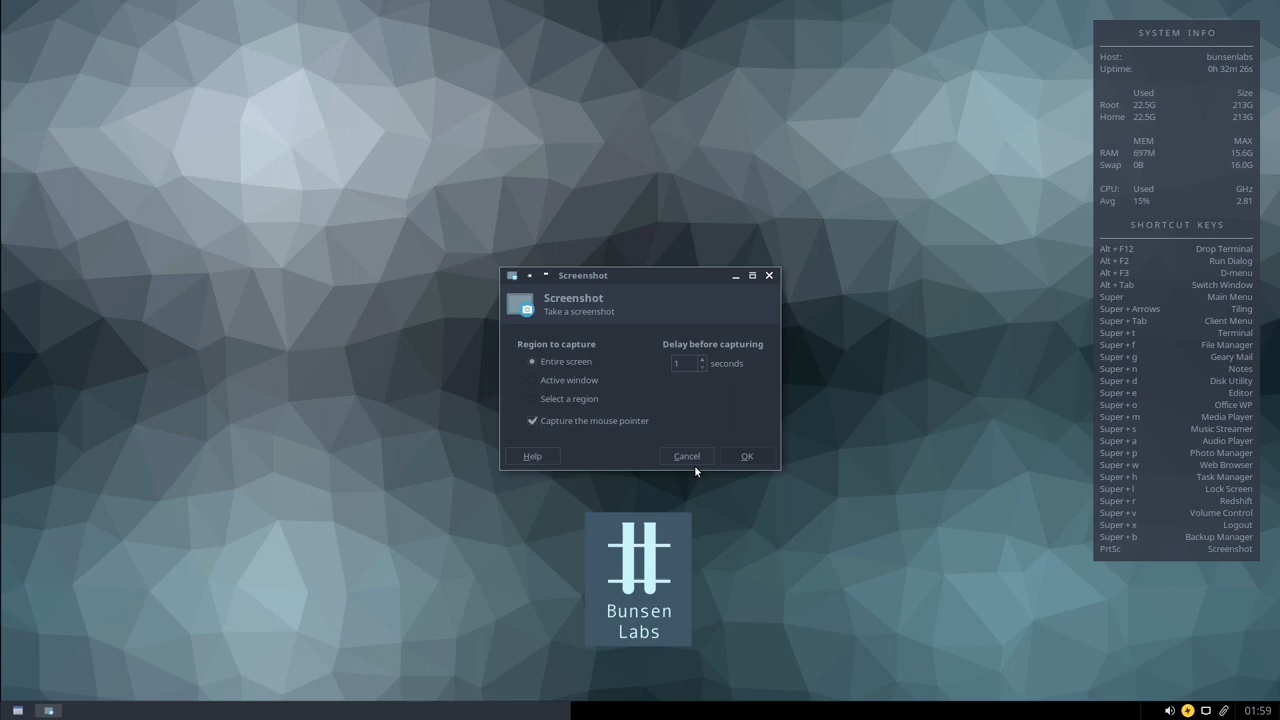 SYSTEM INFO
Host: bunsenlabs
Uptime: 0h 32m 26s
Used Size
Root 22.5G 213G
Home 22.5G 213G
MEM MAX
RAM 697M 15.6G
Swap 0B 16.0G
CPU: Used GHz
Avg 15% 2.81
SHORTCUT KEYS
Alt + F12 Drop Terminal
Alt + F2 Run Dialog
Alt + F3 D-menu
Alt + Tab Switch Window
Super Main Menu
Super + Arrows Tiling
Super + Tab Client Menu
Super + t Terminal
Super + f File Manager
Super + g Geary Mail
Super + n Notes
Super + d Disk Utility
Super + e Editor
Super + o Office WP
Super + m Media Player
Super + s Music Streamer
Super + a Audio Player
Super + p Photo Manager
Super + w Web Browser
Super + h Task Manager
Super + l Lock Screen
Super + r Redshift
Super + v Volume Control
Super + x Logout
Super + b Backup Manager
PrtSc Screenshot
Screenshot
Screenshot
Take a screenshot
Region to capture
Entire screen
Active window
Select a region
Capture the mouse pointer
Delay before capturing
1 seconds
Help Cancel OK
Bunsen
Labs
01:59